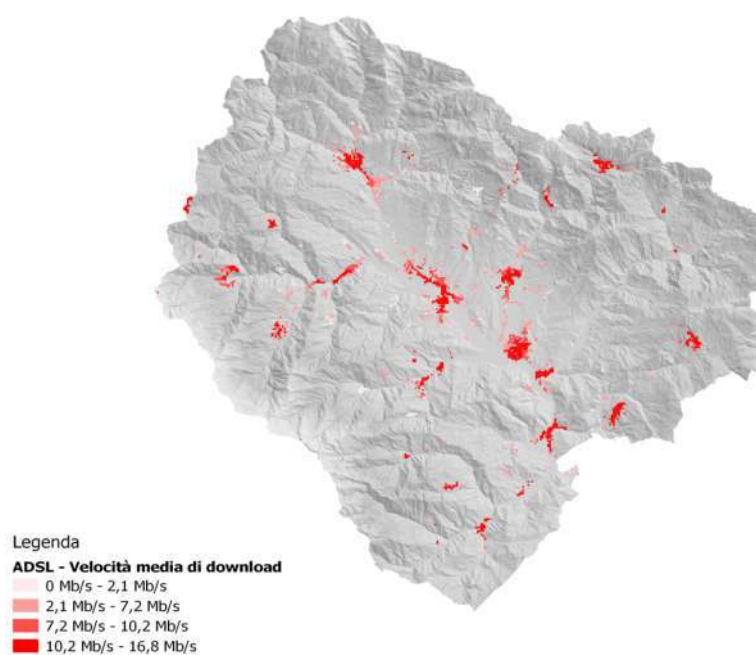 Legenda
ADSL - Velocità media di download
0 Mb/s - 2,1 Mb/s
2,1 Mb/s - 7,2 Mb/s
7,2 Mb/s - 10,2 Mb/s
10,2 Mb/s - 16,8 Mb/s